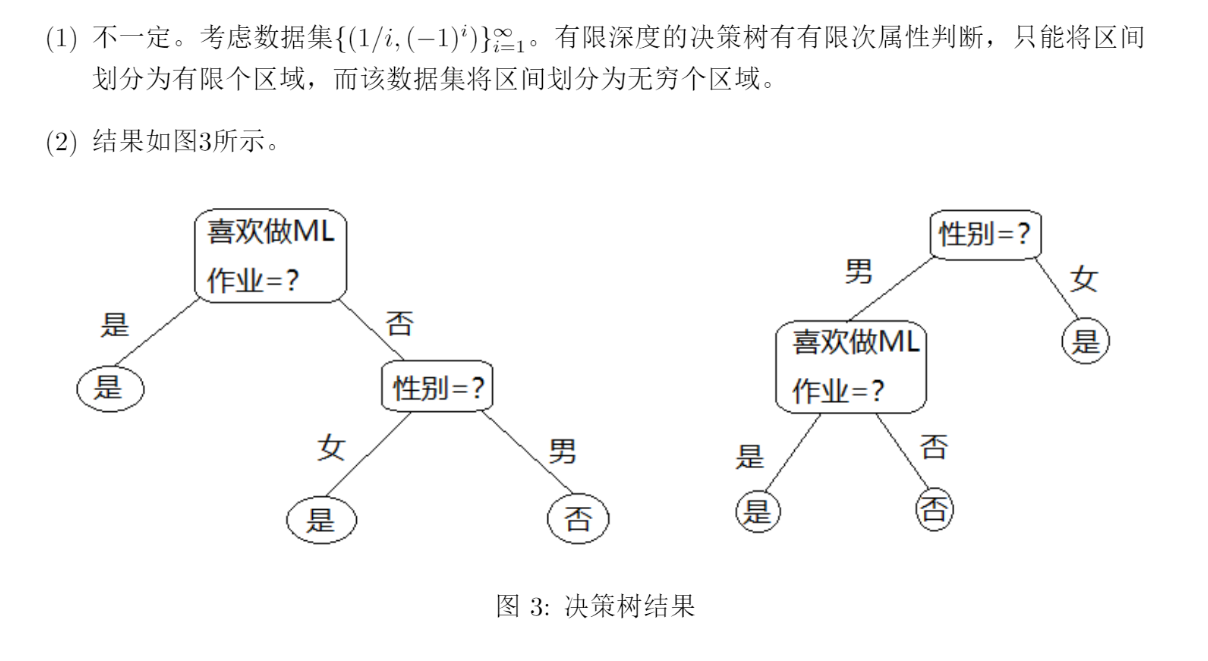 (1) 不一定。考虑数据集{(1/i, (−1)^i)}_{i=1}^∞。有限深度的决策树有有限次属性判断，只能将区间
划分为有限个区域，而该数据集将区间划分为无穷个区域。
(2) 结果如图3所示。
喜欢做ML
作业=?
是
否
是
性别=?
女
男
是
否
性别=?
男
女
喜欢做ML
作业=?
是
是
否
是
否
图 3: 决策树结果